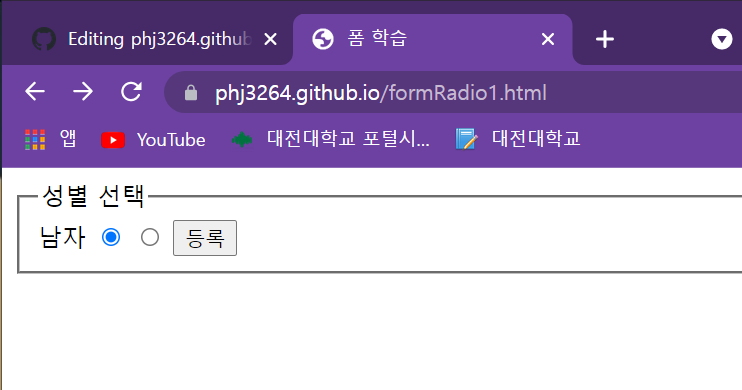 Editing phj3264.github
폼 학습
phj3264.github.io/formRadio1.html
앱 YouTube 대전대학교 포털시... 대전대학교
성별 선택
남자 등록